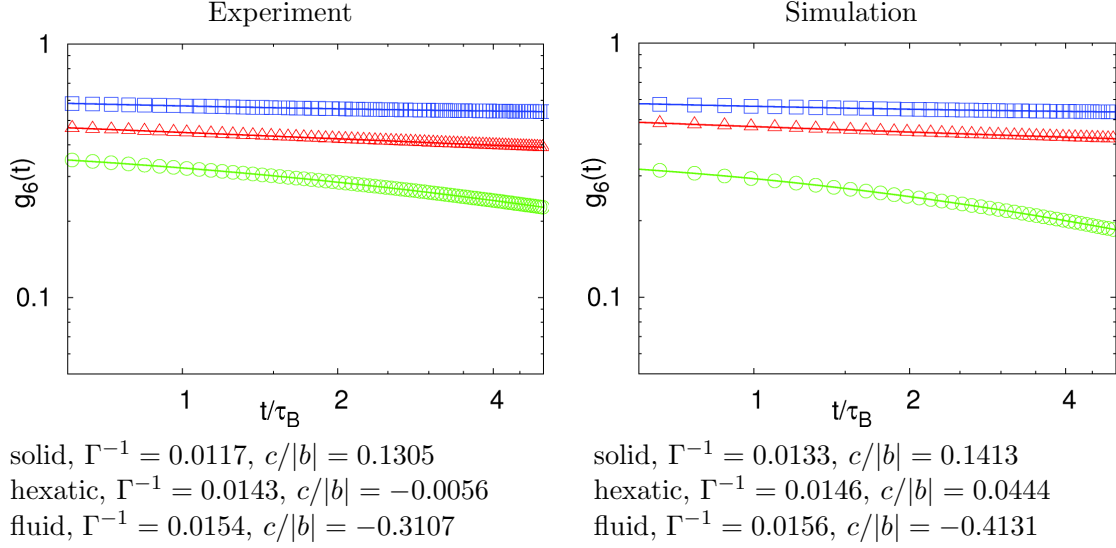 Experiment
1
0.1
g₆(t)
1 2 4
t/τ_B
solid, Γ⁻¹ = 0.0117, c/|b| = 0.1305
hexatic, Γ⁻¹ = 0.0143, c/|b| = −0.0056
fluid, Γ⁻¹ = 0.0154, c/|b| = −0.3107
Simulation
1
0.1
g₆(t)
1 2 4
t/τ_B
solid, Γ⁻¹ = 0.0133, c/|b| = 0.1413
hexatic, Γ⁻¹ = 0.0146, c/|b| = 0.0444
fluid, Γ⁻¹ = 0.0156, c/|b| = −0.4131